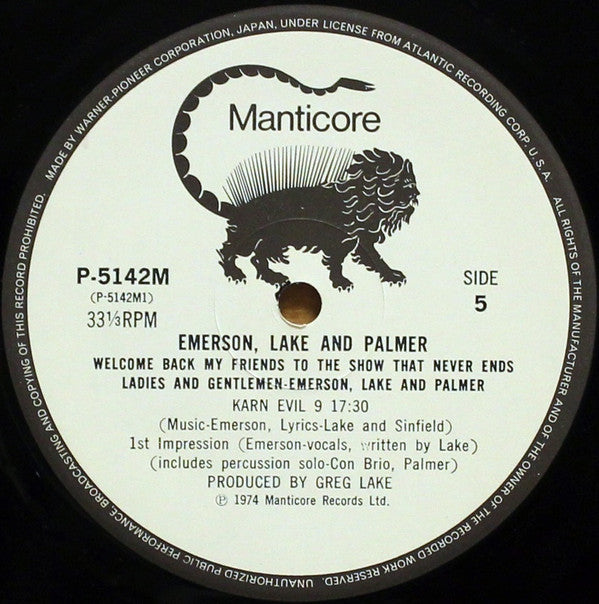 MADE BY WARNER-PIONEER CORPORATION, JAPAN, UNDER LICENSE FROM ATLANTIC RECORDING CORP. U.S.A. ALL RIGHTS OF THE MANUFACTURER AND OF THE OWNER OF THE RECORDED WORK RESERVED. UNAUTHORIZED PUBLIC PERFORMANCE, BROADCASTING AND COPYING OF THIS RECORD PROHIBITED.
Manticore
P-5142M
(P-5142M1)
33⅓RPM
SIDE
5
EMERSON, LAKE AND PALMER
WELCOME BACK MY FRIENDS TO THE SHOW THAT NEVER ENDS
LADIES AND GENTLEMEN-EMERSON, LAKE AND PALMER
KARN EVIL 9 17:30
(Music-Emerson, Lyrics-Lake and Sinfield)
1st Impression (Emerson-vocals, written by Lake)
(includes percussion solo-Con Brio, Palmer)
PRODUCED BY GREG LAKE
℗ 1974 Manticore Records Ltd.